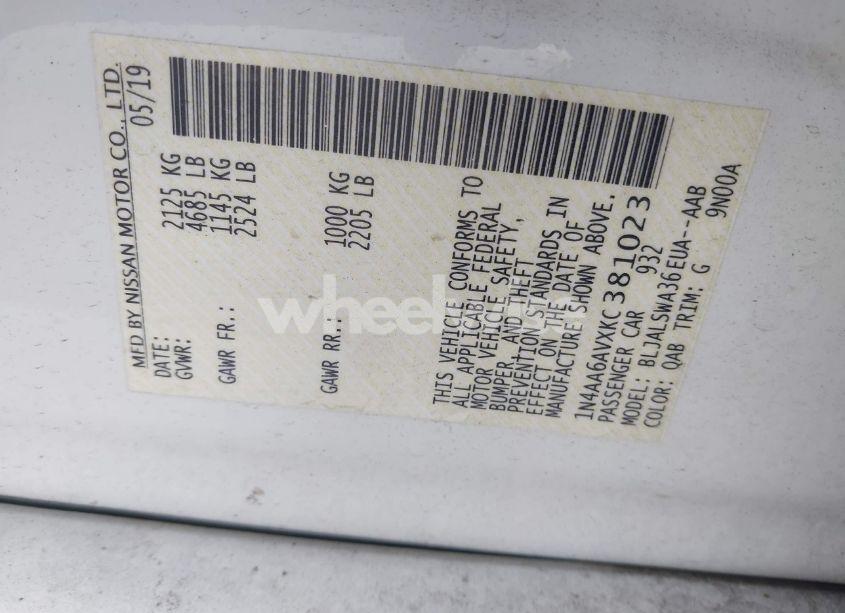 MFD BY NISSAN MOTOR CO., LTD.
DATE: 05/19
GVWR: 2125 KG
4685 LB
GAWR FR.: 1145 KG
2524 LB
GAWR RR.: 1000 KG
2205 LB
THIS VEHICLE CONFORMS TO
ALL APPLICABLE FEDERAL
MOTOR VEHICLE SAFETY,
BUMPER, AND THEFT
PREVENTION STANDARDS IN
EFFECT ON THE DATE OF
MANUFACTURE SHOWN ABOVE.
1N4AA6AVXKC381023
PASSENGER CAR 932
MODEL: BLJALSWA36EUA--AAB
COLOR: QAB TRIM: G 9N00A